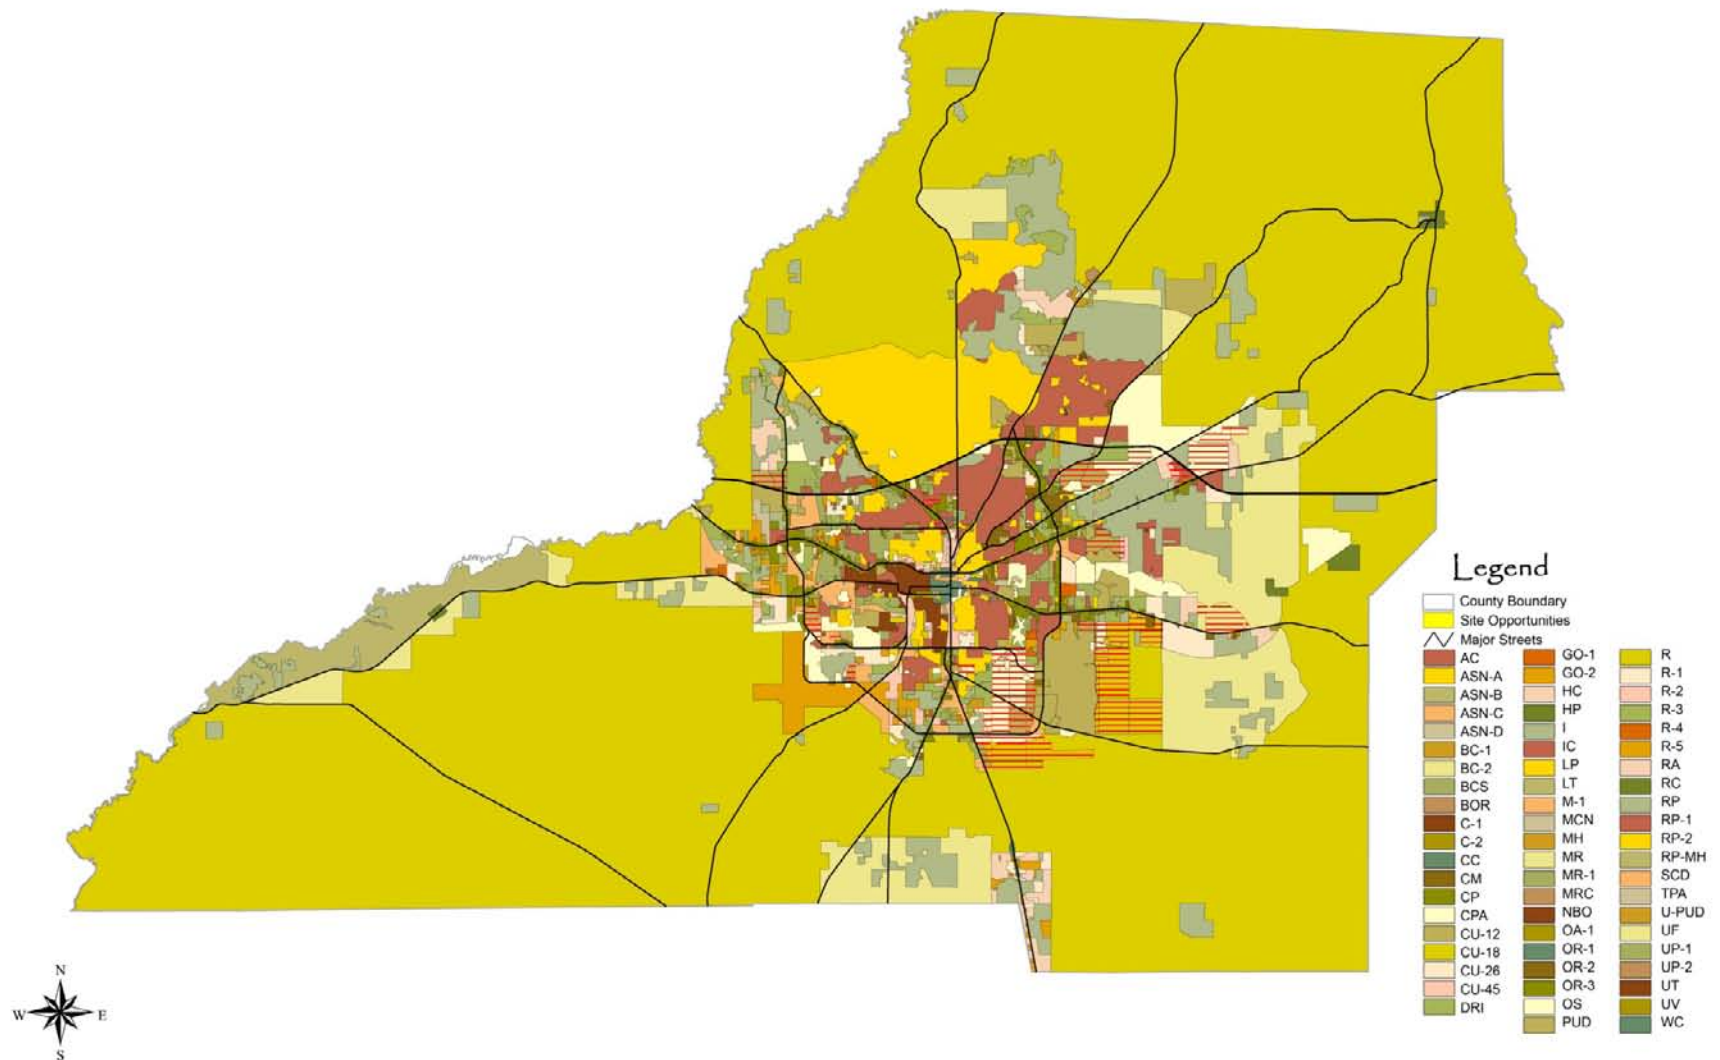 Legend
County Boundary
Site Opportunities
Major Streets
AC
ASN-A
ASN-B
ASN-C
ASN-D
BC-1
BC-2
BCS
BOR
C-1
C-2
CC
CM
CP
CPA
CU-12
CU-18
CU-26
CU-45
DRI
GO-1
GO-2
HC
HP
I
IC
LP
LT
M-1
MCN
MH
MR
MR-1
MRC
NBO
OA-1
OR-1
OR-2
OR-3
OS
PUD
R
R-1
R-2
R-3
R-4
R-5
RA
RC
RP
RP-1
RP-2
RP-MH
SCD
TPA
U-PUD
UF
UP-1
UP-2
UT
UV
WC
N
W E
S